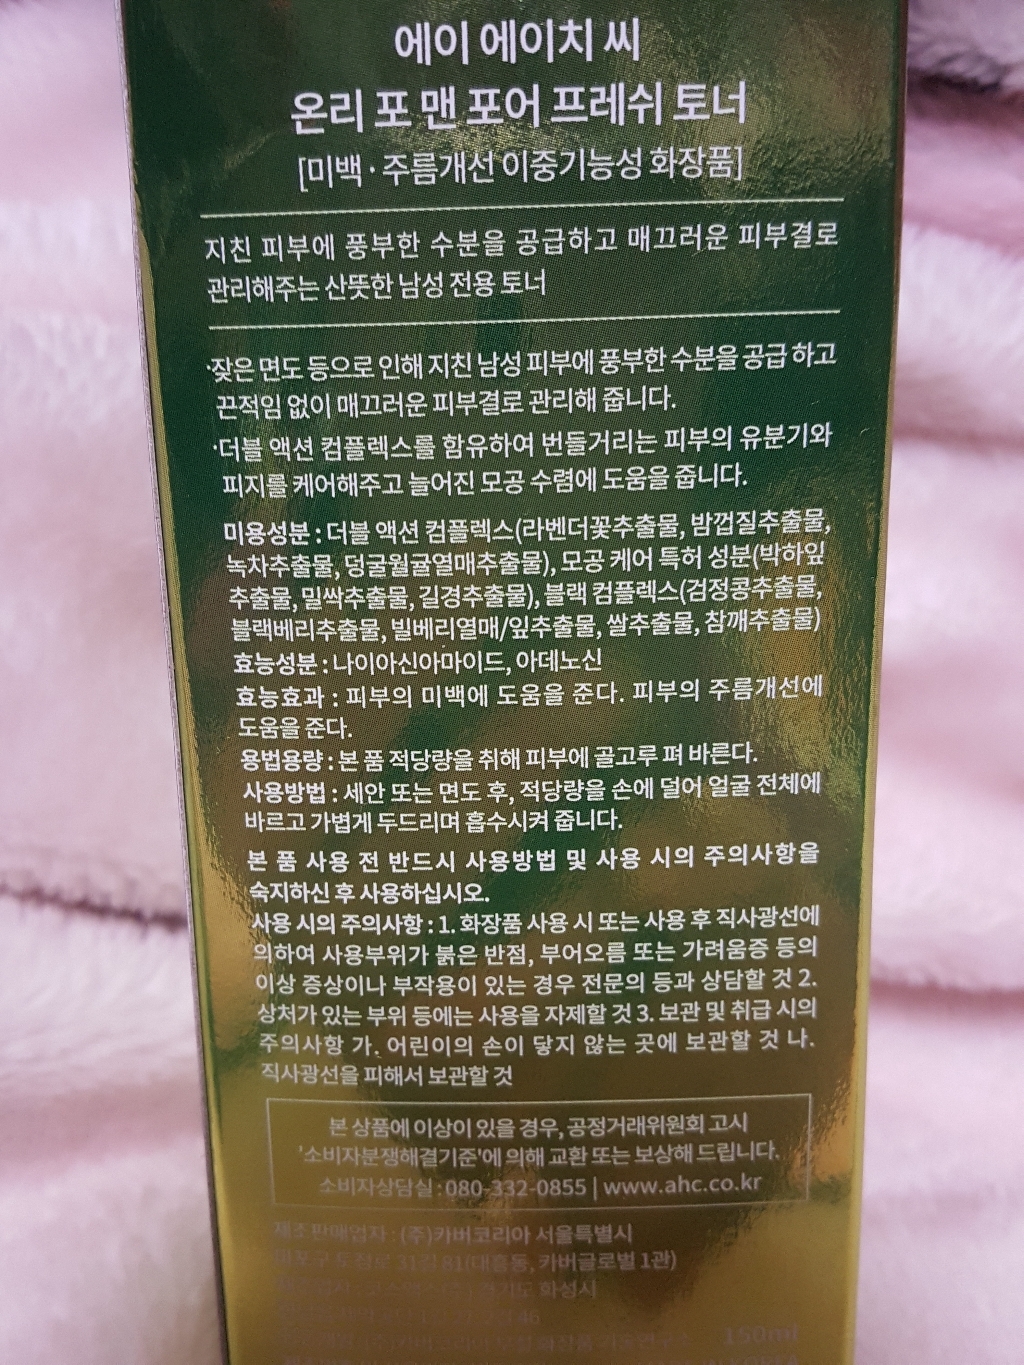 에이 에이치 씨
온리 포 맨 포어 프레쉬 토너
[미백 · 주름개선 이중기능성 화장품]
지친 피부에 풍부한 수분을 공급하고 매끄러운 피부결로
관리해주는 산뜻한 남성 전용 토너
·잦은 면도 등으로 인해 지친 남성 피부에 풍부한 수분을 공급 하고
끈적임 없이 매끄러운 피부결로 관리해 줍니다.
·더블 액션 컴플렉스를 함유하여 번들거리는 피부의 유분기와
피지를 케어해주고 늘어진 모공 수렴에 도움을 줍니다.
미용성분 : 더블 액션 컴플렉스(라벤더꽃추출물, 밤껍질추출물,
녹차추출물, 덩굴월귤열매추출물), 모공 케어 특허 성분(박하잎
추출물, 밀싹추출물, 길경추출물), 블랙 컴플렉스(검정콩추출물,
블랙베리추출물, 빌베리열매/잎추출물, 쌀추출물, 참깨추출물)
효능성분 : 나이아신아마이드, 아데노신
효능효과 : 피부의 미백에 도움을 준다. 피부의 주름개선에
도움을 준다.
용법용량 : 본 품 적당량을 취해 피부에 골고루 펴 바른다.
사용방법 : 세안 또는 면도 후, 적당량을 손에 덜어 얼굴 전체에
바르고 가볍게 두드리며 흡수시켜 줍니다.
본 품 사용 전 반드시 사용방법 및 사용 시의 주의사항을
숙지하신 후 사용하십시오.
사용 시의 주의사항 : 1. 화장품 사용 시 또는 사용 후 직사광선에
의하여 사용부위가 붉은 반점, 부어오름 또는 가려움증 등의
이상 증상이나 부작용이 있는 경우 전문의 등과 상담할 것 2.
상처가 있는 부위 등에는 사용을 자제할 것 3. 보관 및 취급 시의
주의사항 가. 어린이의 손이 닿지 않는 곳에 보관할 것 나.
직사광선을 피해서 보관할 것
본 상품에 이상이 있을 경우, 공정거래위원회 고시
'소비자분쟁해결기준'에 의해 교환 또는 보상해 드립니다.
소비자상담실 : 080-332-0855 | www.ahc.co.kr
제조판매업자 : (주)카버코리아 서울특별시
마포구 토정로 31길 81(대흥동, 카버글로벌 1관)
경기도 화성시
150ml